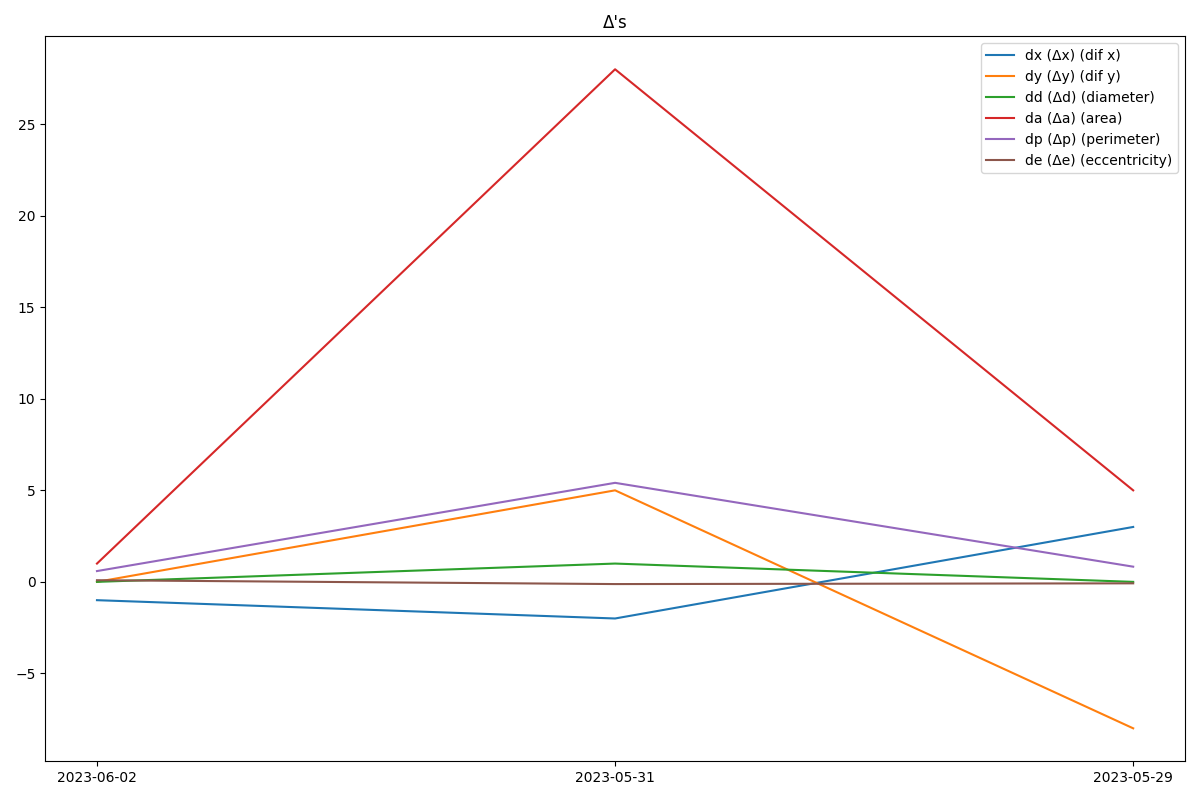 Δ's
dx (Δx) (dif x)
dy (Δy) (dif y)
dd (Δd) (diameter)
da (Δa) (area)
dp (Δp) (perimeter)
de (Δe) (eccentricity)
25
20
15
10
5
0
−5
2023-06-02
2023-05-31
2023-05-29